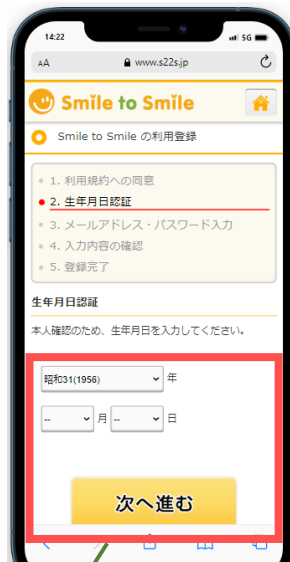 14:22
5G
AA
www.s22s.jp
Smile to Smile
Smile to Smile の利用登録
1. 利用規約への同意
2. 生年月日認証
3. メールアドレス・パスワード入力
4. 入力内容の確認
5. 登録完了
生年月日認証
本人確認のため、生年月日を入力してください。
昭和31(1956) 年
-- 月 -- 日
次へ進む